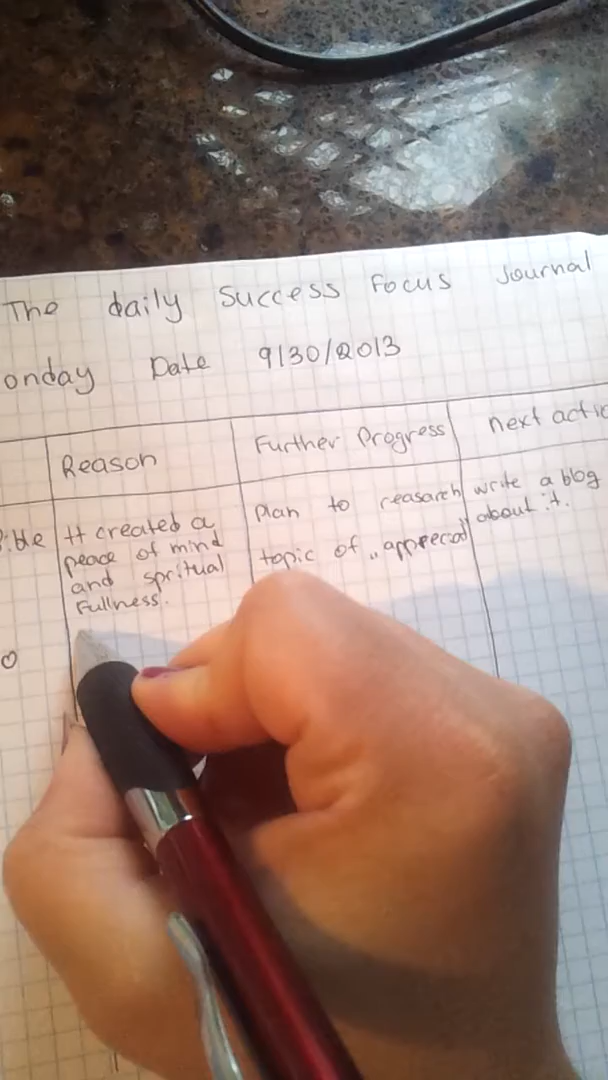 The daily Success Focus Journal
onday Date 9/30/2013
Reason Further Progress next actio
ible It created a peace of mind and spritual fullness. Plan to reasarch topic of „appreciat write a blog about it.